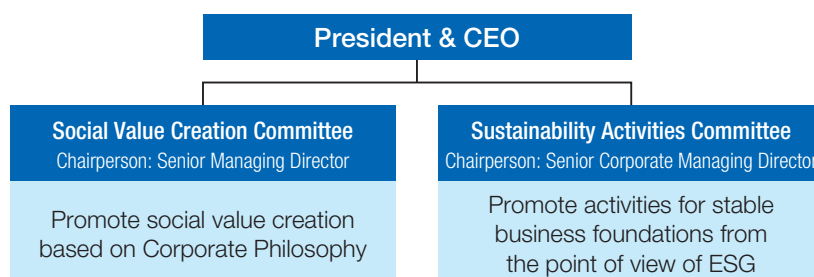 President & CEO
Social Value Creation Committee
Chairperson: Senior Managing Director
Promote social value creation
based on Corporate Philosophy
Sustainability Activities Committee
Chairperson: Senior Corporate Managing Director
Promote activities for stable
business foundations from
the point of view of ESG